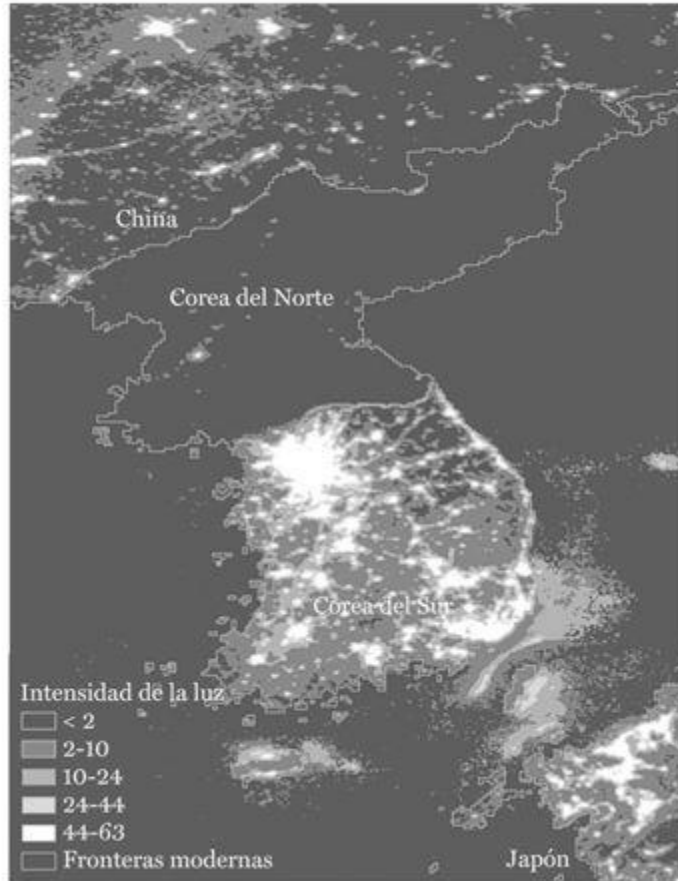 China
Corea del Norte
Corea del Sur
Intensidad de la luz
< 2
2-10
10-24
24-44
44-63
Fronteras modernas
Japón